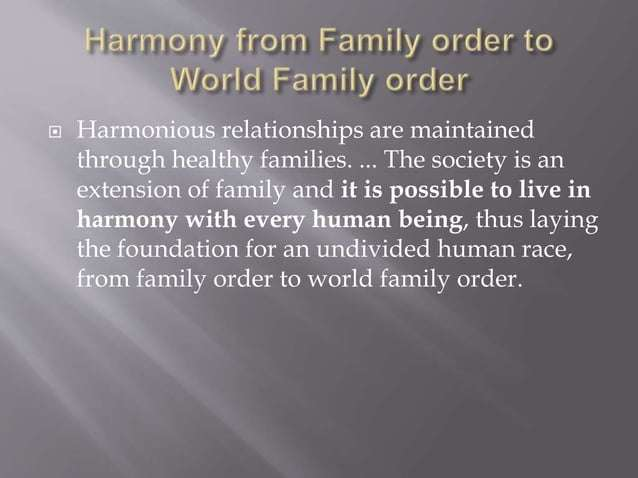 Harmony from Family order to
World Family order
Harmonious relationships are maintained
through healthy families. ... The society is an
extension of family and it is possible to live in
harmony with every human being, thus laying
the foundation for an undivided human race,
from family order to world family order.